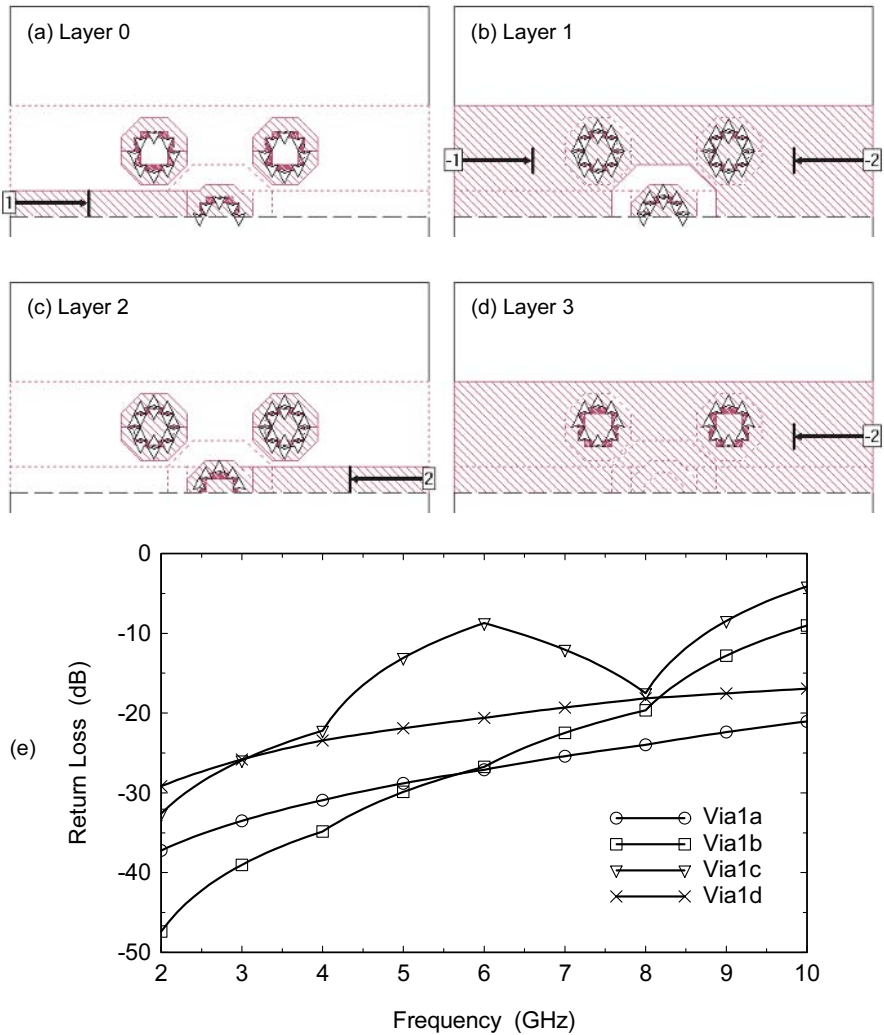 (a) Layer 0
(b) Layer 1
1
-1
-2
(c) Layer 2
(d) Layer 3
2
-2
(e)
Return Loss (dB)
0
-10
-20
-30
-40
-50
Via1a
Via1b
Via1c
Via1d
2 3 4 5 6 7 8 9 10
Frequency (GHz)